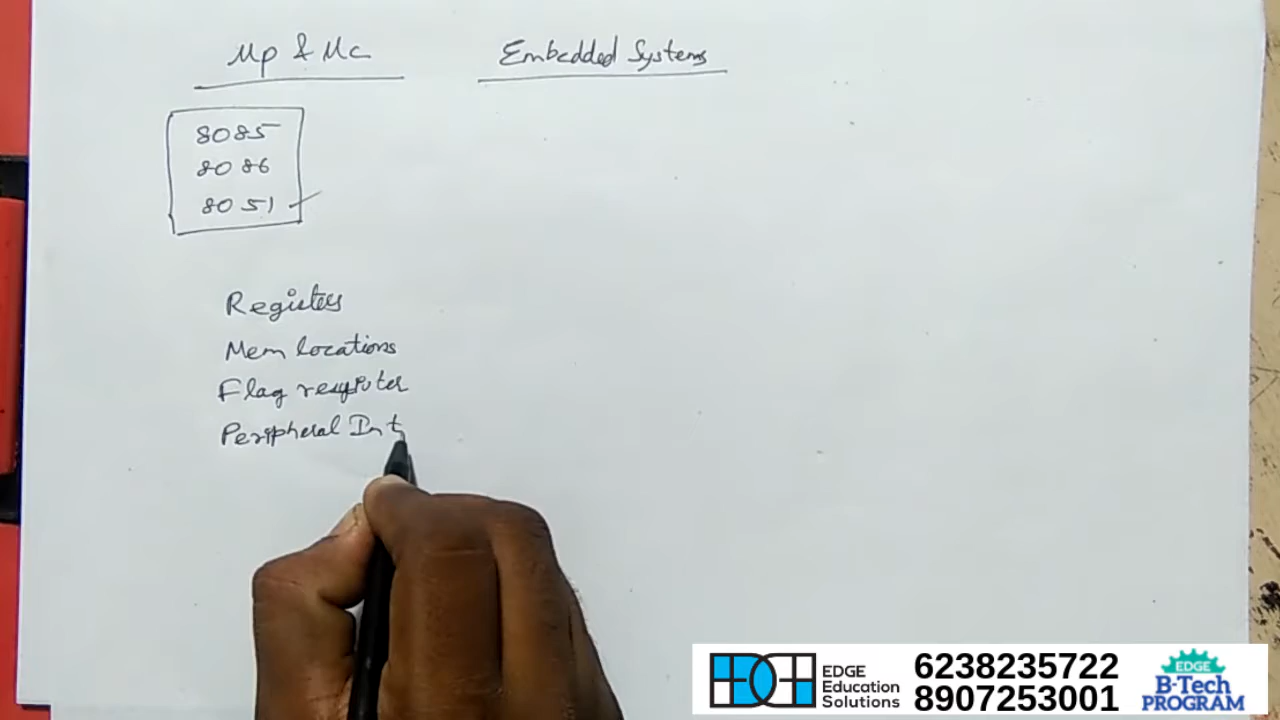 Mp & Mc
Embedded Systems
8085
8086
8051
Registers
Mem locations
Flag register
Peripheral Int
EDGE
Education
Solutions
6238235722
8907253001
EDGE
B-Tech
PROGRAM